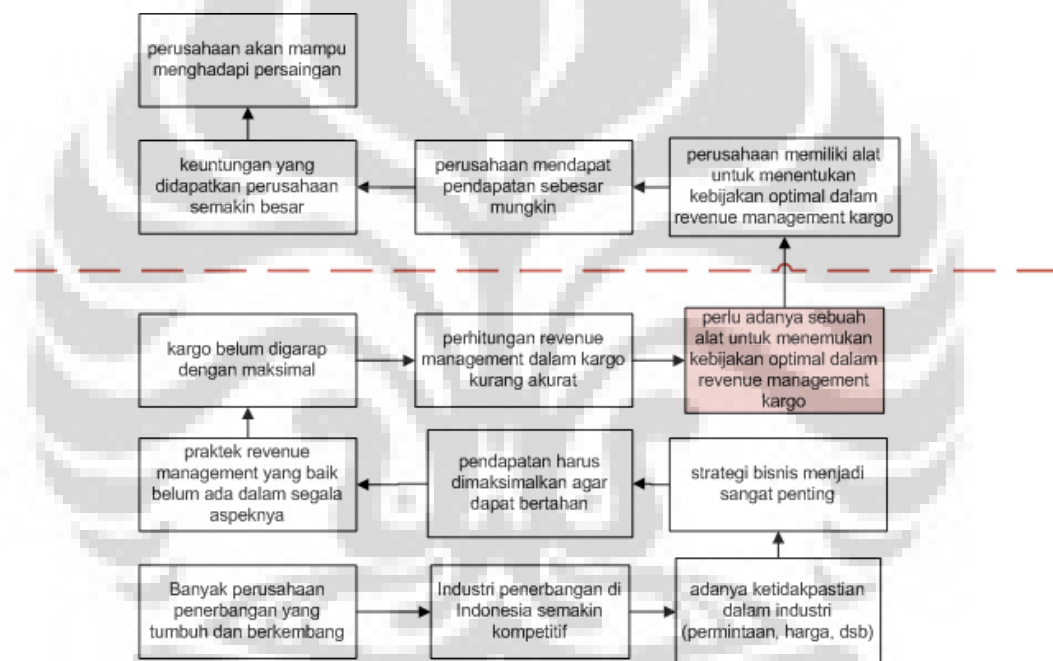 perusahaan akan mampu
menghadapi persaingan
keuntungan yang
didapatkan perusahaan
semakin besar
perusahaan mendapat
pendapatan sebesar
mungkin
perusahaan memiliki alat
untuk menentukan
kebijakan optimal dalam
revenue management kargo
kargo belum digarap
dengan maksimal
perhitungan revenue
management dalam kargo
kurang akurat
perlu adanya sebuah
alat untuk menemukan
kebijakan optimal dalam
revenue management
kargo
praktek revenue
management yang baik
belum ada dalam segala
aspeknya
pendapatan harus
dimaksimalkan agar
dapat bertahan
strategi bisnis menjadi
sangat penting
Banyak perusahaan
penerbangan yang
tumbuh dan berkembang
Industri penerbangan di
Indonesia semakin
kompetitif
adanya ketidakpastian
dalam industri
(permintaan, harga, dsb)